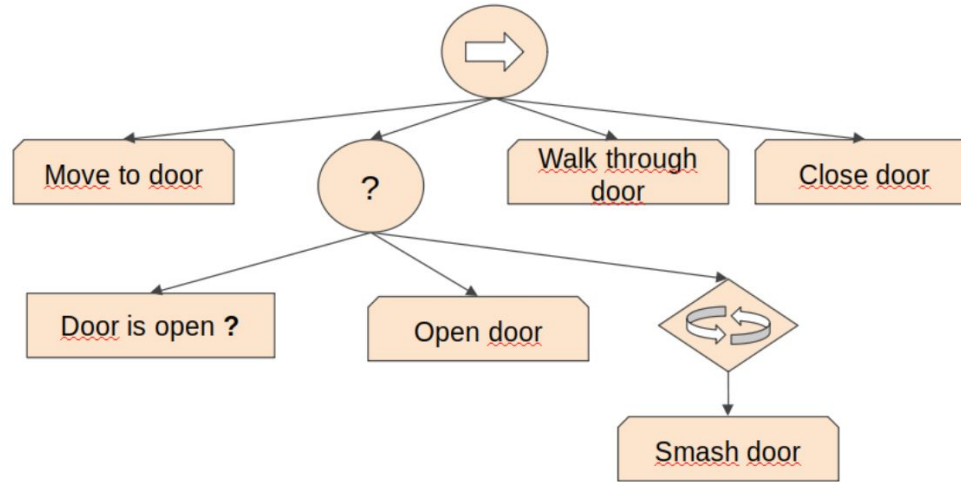 Move to door
?
Walk through
door
Close door
Door is open ?
Open door
Smash door